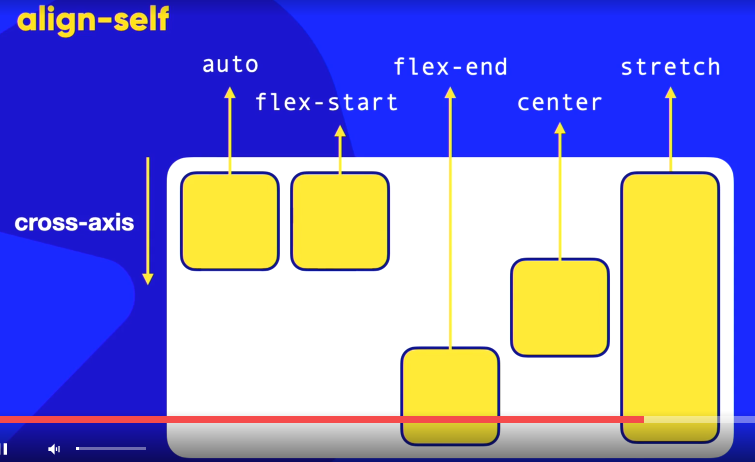 align-self
auto
flex-end
stretch
flex-start
center
cross-axis